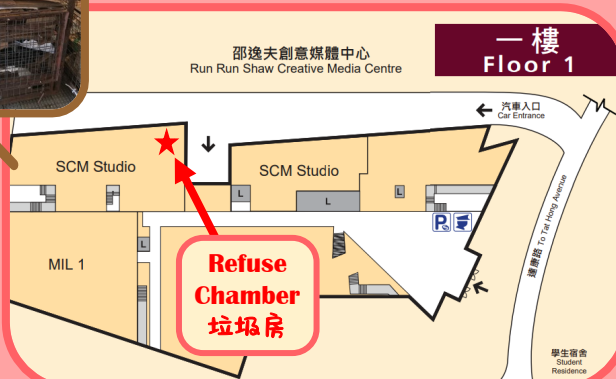 邵逸夫創意媒體中心
Run Run Shaw Creative Media Centre
一樓
Floor 1
汽車入口
Car Entrance
SCM Studio
SCM Studio
L
L
L
L
P
達康路 To Tat Hong Avenue
MIL 1
Refuse
Chamber
垃圾房
學生宿舍
Student
Residence